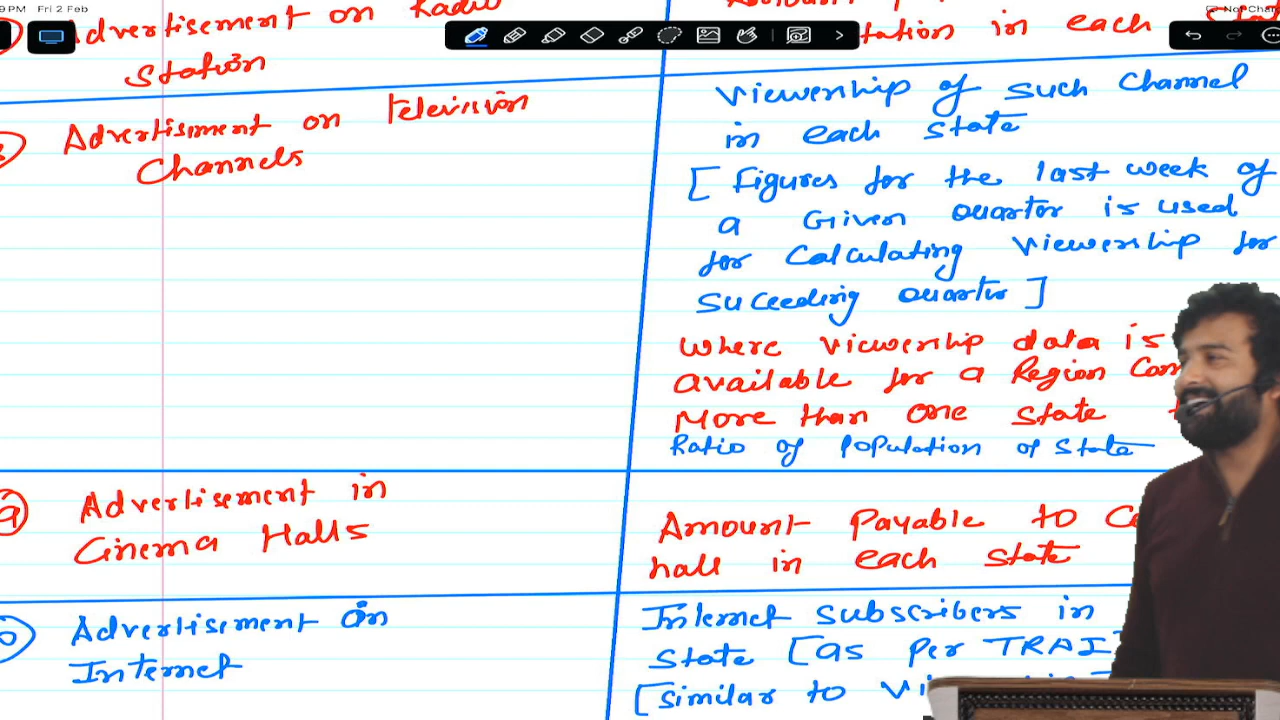 9 PM Fri 2 Feb
Advertisement on Radio
Station
tation in each
Advertisment on Television
Channels
Viewership of such Channel
in each State
[ Figures for the last week of
a Given quarter is used
for Calculating Viewership for
Suceeding quarter ]
Where Viewership data is
available for a Region
More than one State
Ratio of Population of State
9
Advertisement in
Cinema Halls
Amount Payable to
hall in each State
Advertisement on
Internet
Internet subscribers in
State [as per TRAI
[Similar to